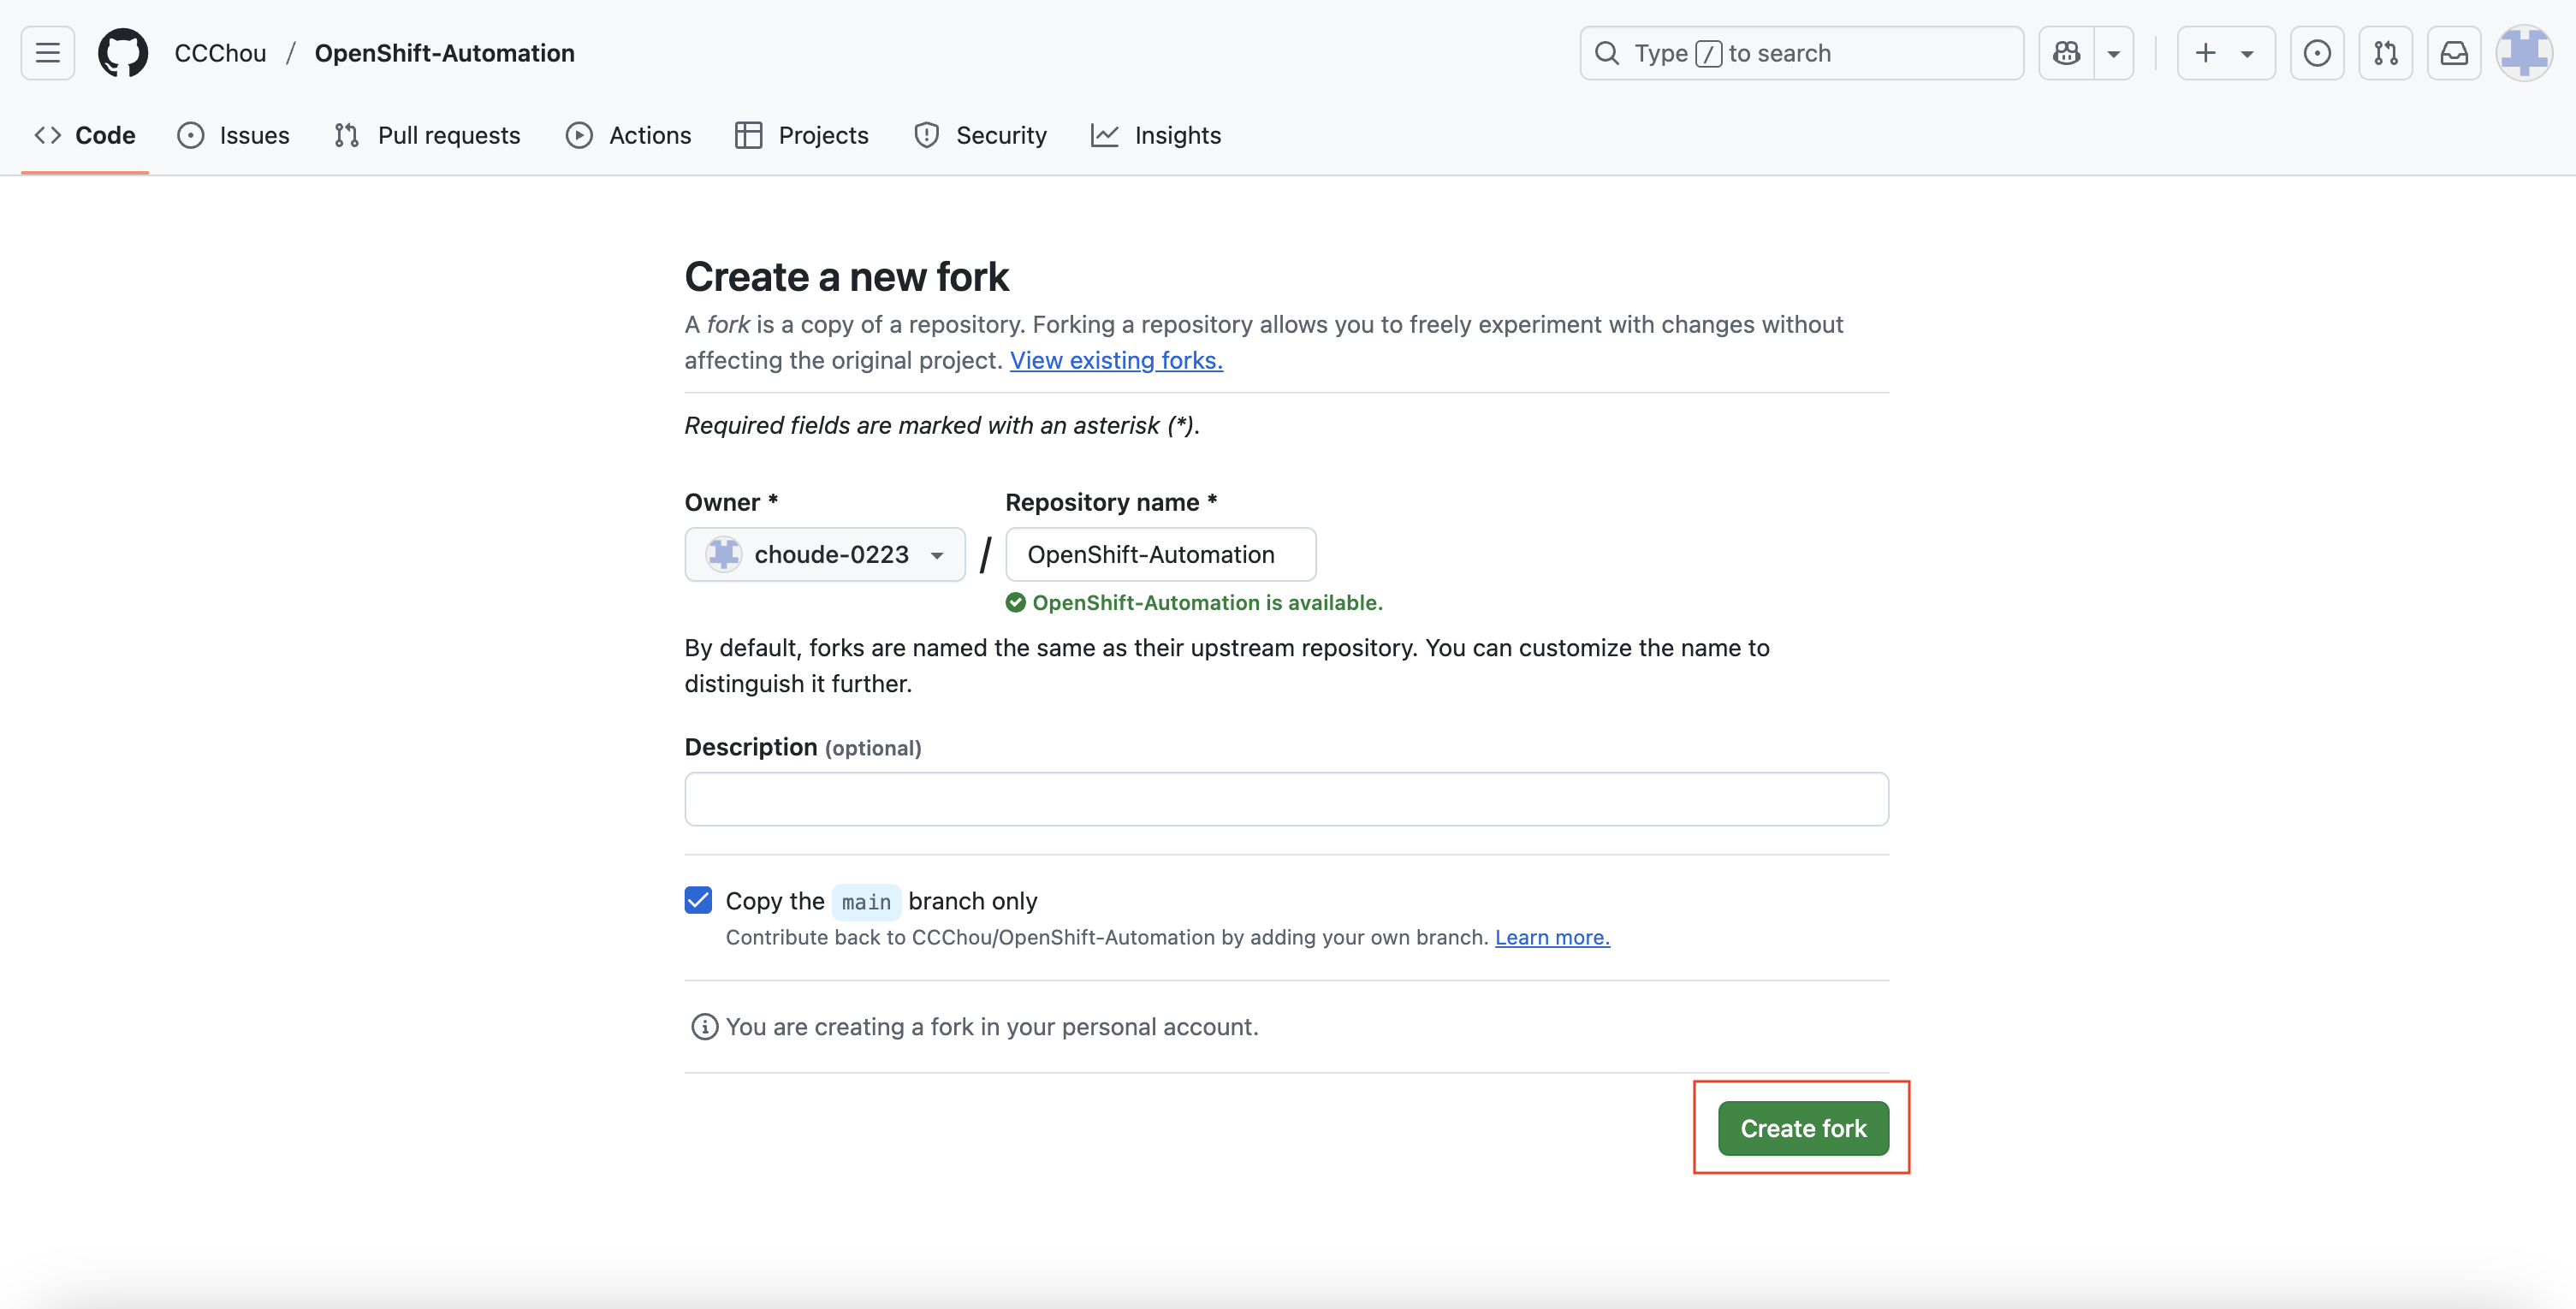 CCChou / OpenShift-Automation
Type / to search
Code Issues Pull requests Actions Projects Security Insights
Create a new fork
A fork is a copy of a repository. Forking a repository allows you to freely experiment with changes without
affecting the original project. View existing forks.
Required fields are marked with an asterisk (*).
Owner * Repository name *
choude-0223 / OpenShift-Automation
OpenShift-Automation is available.
By default, forks are named the same as their upstream repository. You can customize the name to
distinguish it further.
Description (optional)
Copy the main branch only
Contribute back to CCChou/OpenShift-Automation by adding your own branch. Learn more.
You are creating a fork in your personal account.
Create fork